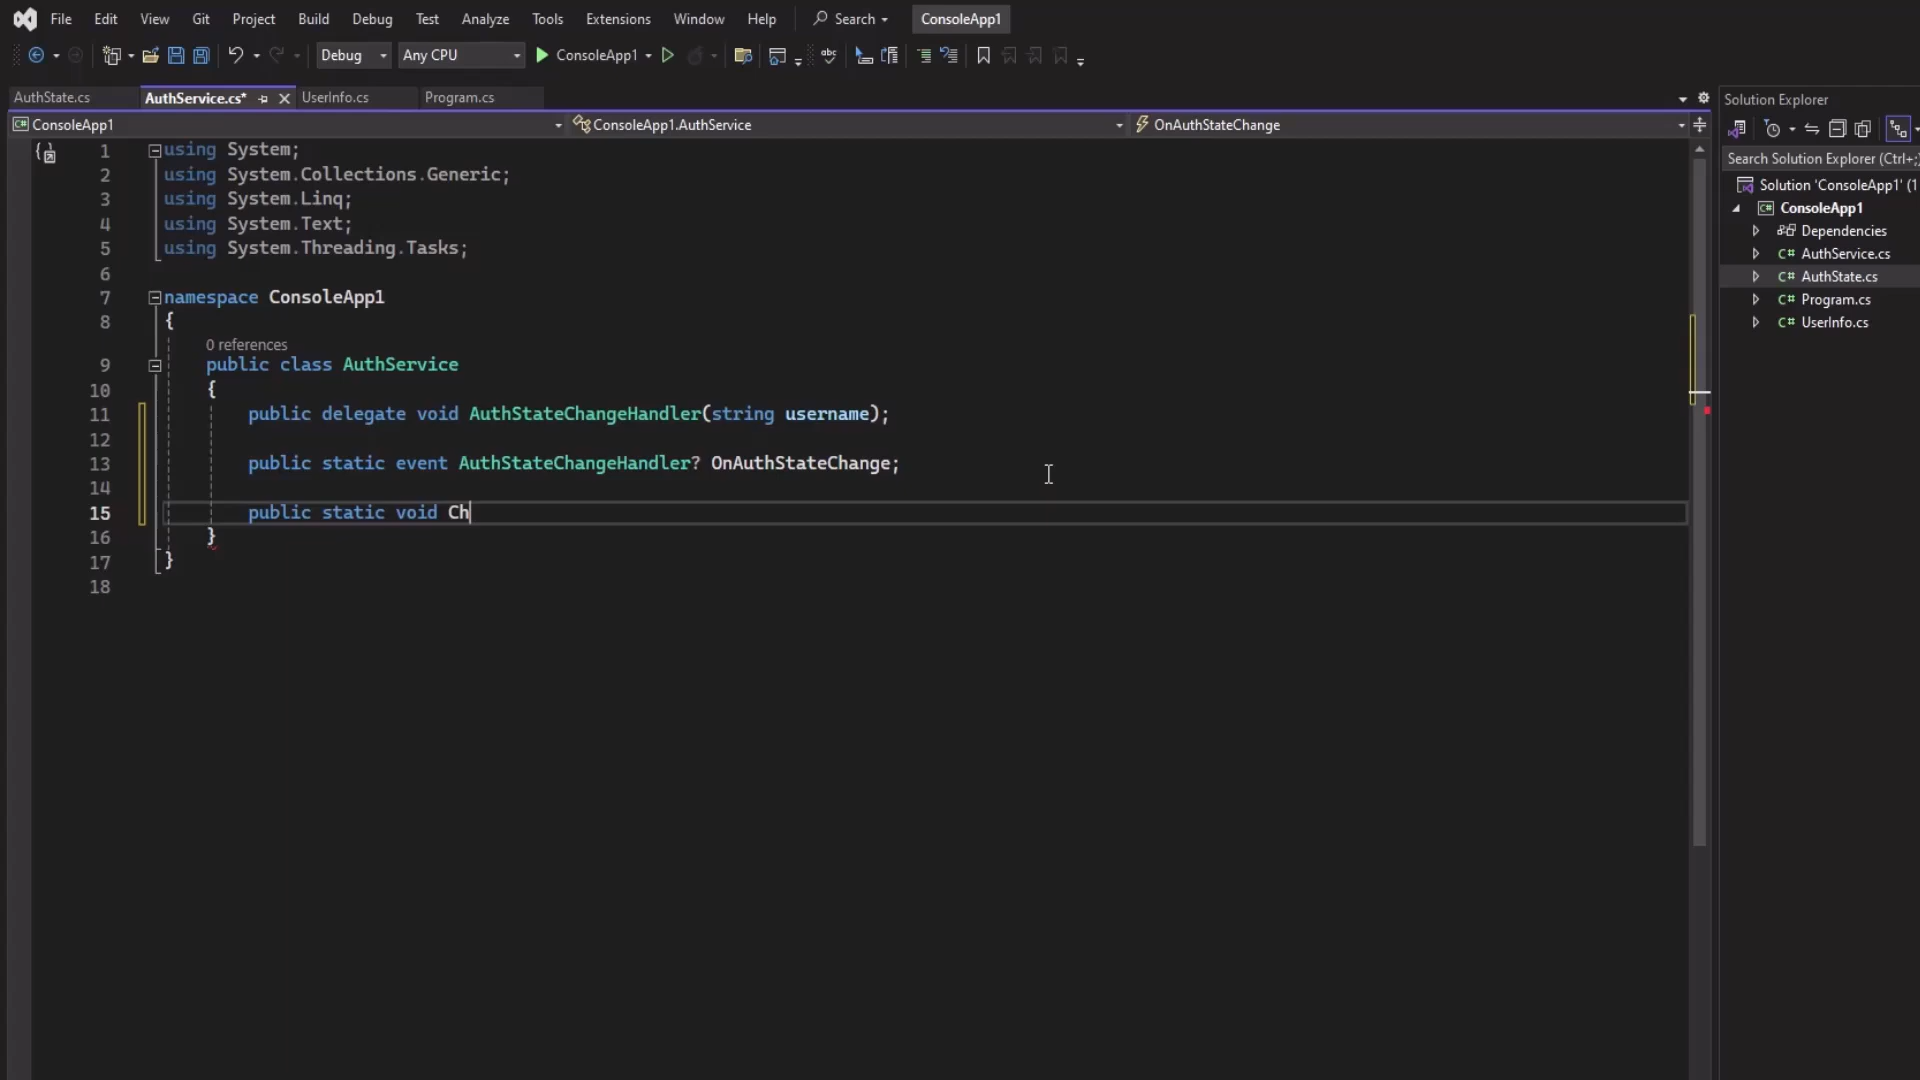 File Edit View Git Project Build Debug Test Analyze Tools Extensions Window Help Search ConsoleApp1
Debug Any CPU ConsoleApp1
AuthState.cs AuthService.cs* UserInfo.cs Program.cs
ConsoleApp1 ConsoleApp1.AuthService OnAuthStateChange
1 using System;
2 using System.Collections.Generic;
3 using System.Linq;
4 using System.Text;
5 using System.Threading.Tasks;
6
7 namespace ConsoleApp1
8 {
0 references
9 public class AuthService
10 {
11 public delegate void AuthStateChangeHandler(string username);
12
13 public static event AuthStateChangeHandler? OnAuthStateChange;
14
15 public static void Ch
16 }
17 }
18
Solution Explorer
Search Solution Explorer (Ctrl+;)
Solution 'ConsoleApp1' (1
ConsoleApp1
Dependencies
C# AuthService.cs
C# AuthState.cs
C# Program.cs
C# UserInfo.cs